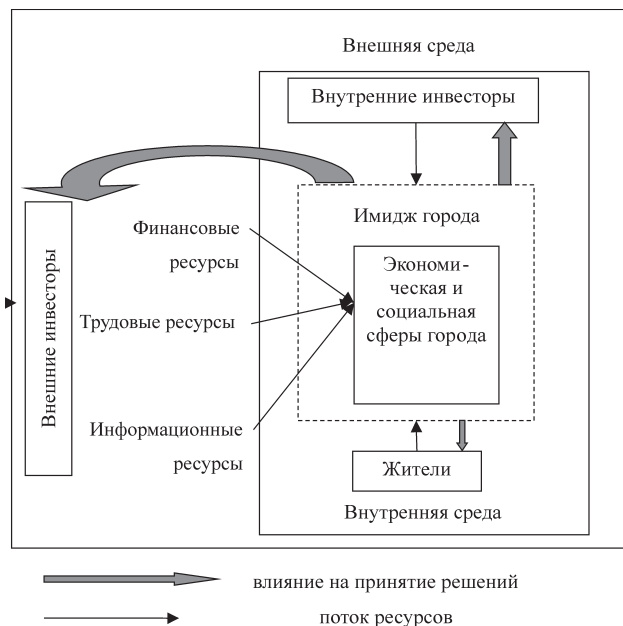 Внешняя среда
Внутренние инвесторы
Имидж города
Финансовые
ресурсы
Экономи-
ческая и
социальная
сферы города
Внешние инвесторы
Трудовые ресурсы
Информационные
ресурсы
Жители
Внутренняя среда
влияние на принятие решений
поток ресурсов